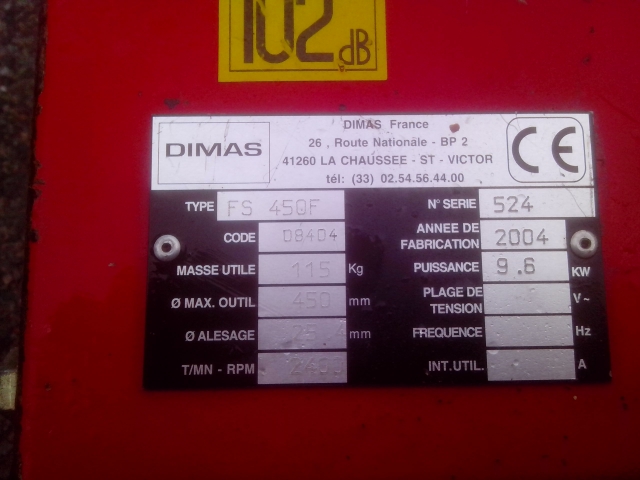 102 dB
DIMAS
DIMAS France
26 , Route Nationale - BP 2
41260 LA CHAUSSEE - ST - VICTOR
tél: (33) 02.54.56.44.00
CE
TYPE FS 450F
CODE D8404
MASSE UTILE 115 Kg
Ø MAX. OUTIL 450 mm
Ø ALESAGE mm
T/MN - RPM
N° SERIE 524
ANNEE DE FABRICATION 2004
PUISSANCE 9.6 KW
PLAGE DE TENSION V~
FREQUENCE Hz
INT.UTIL. A